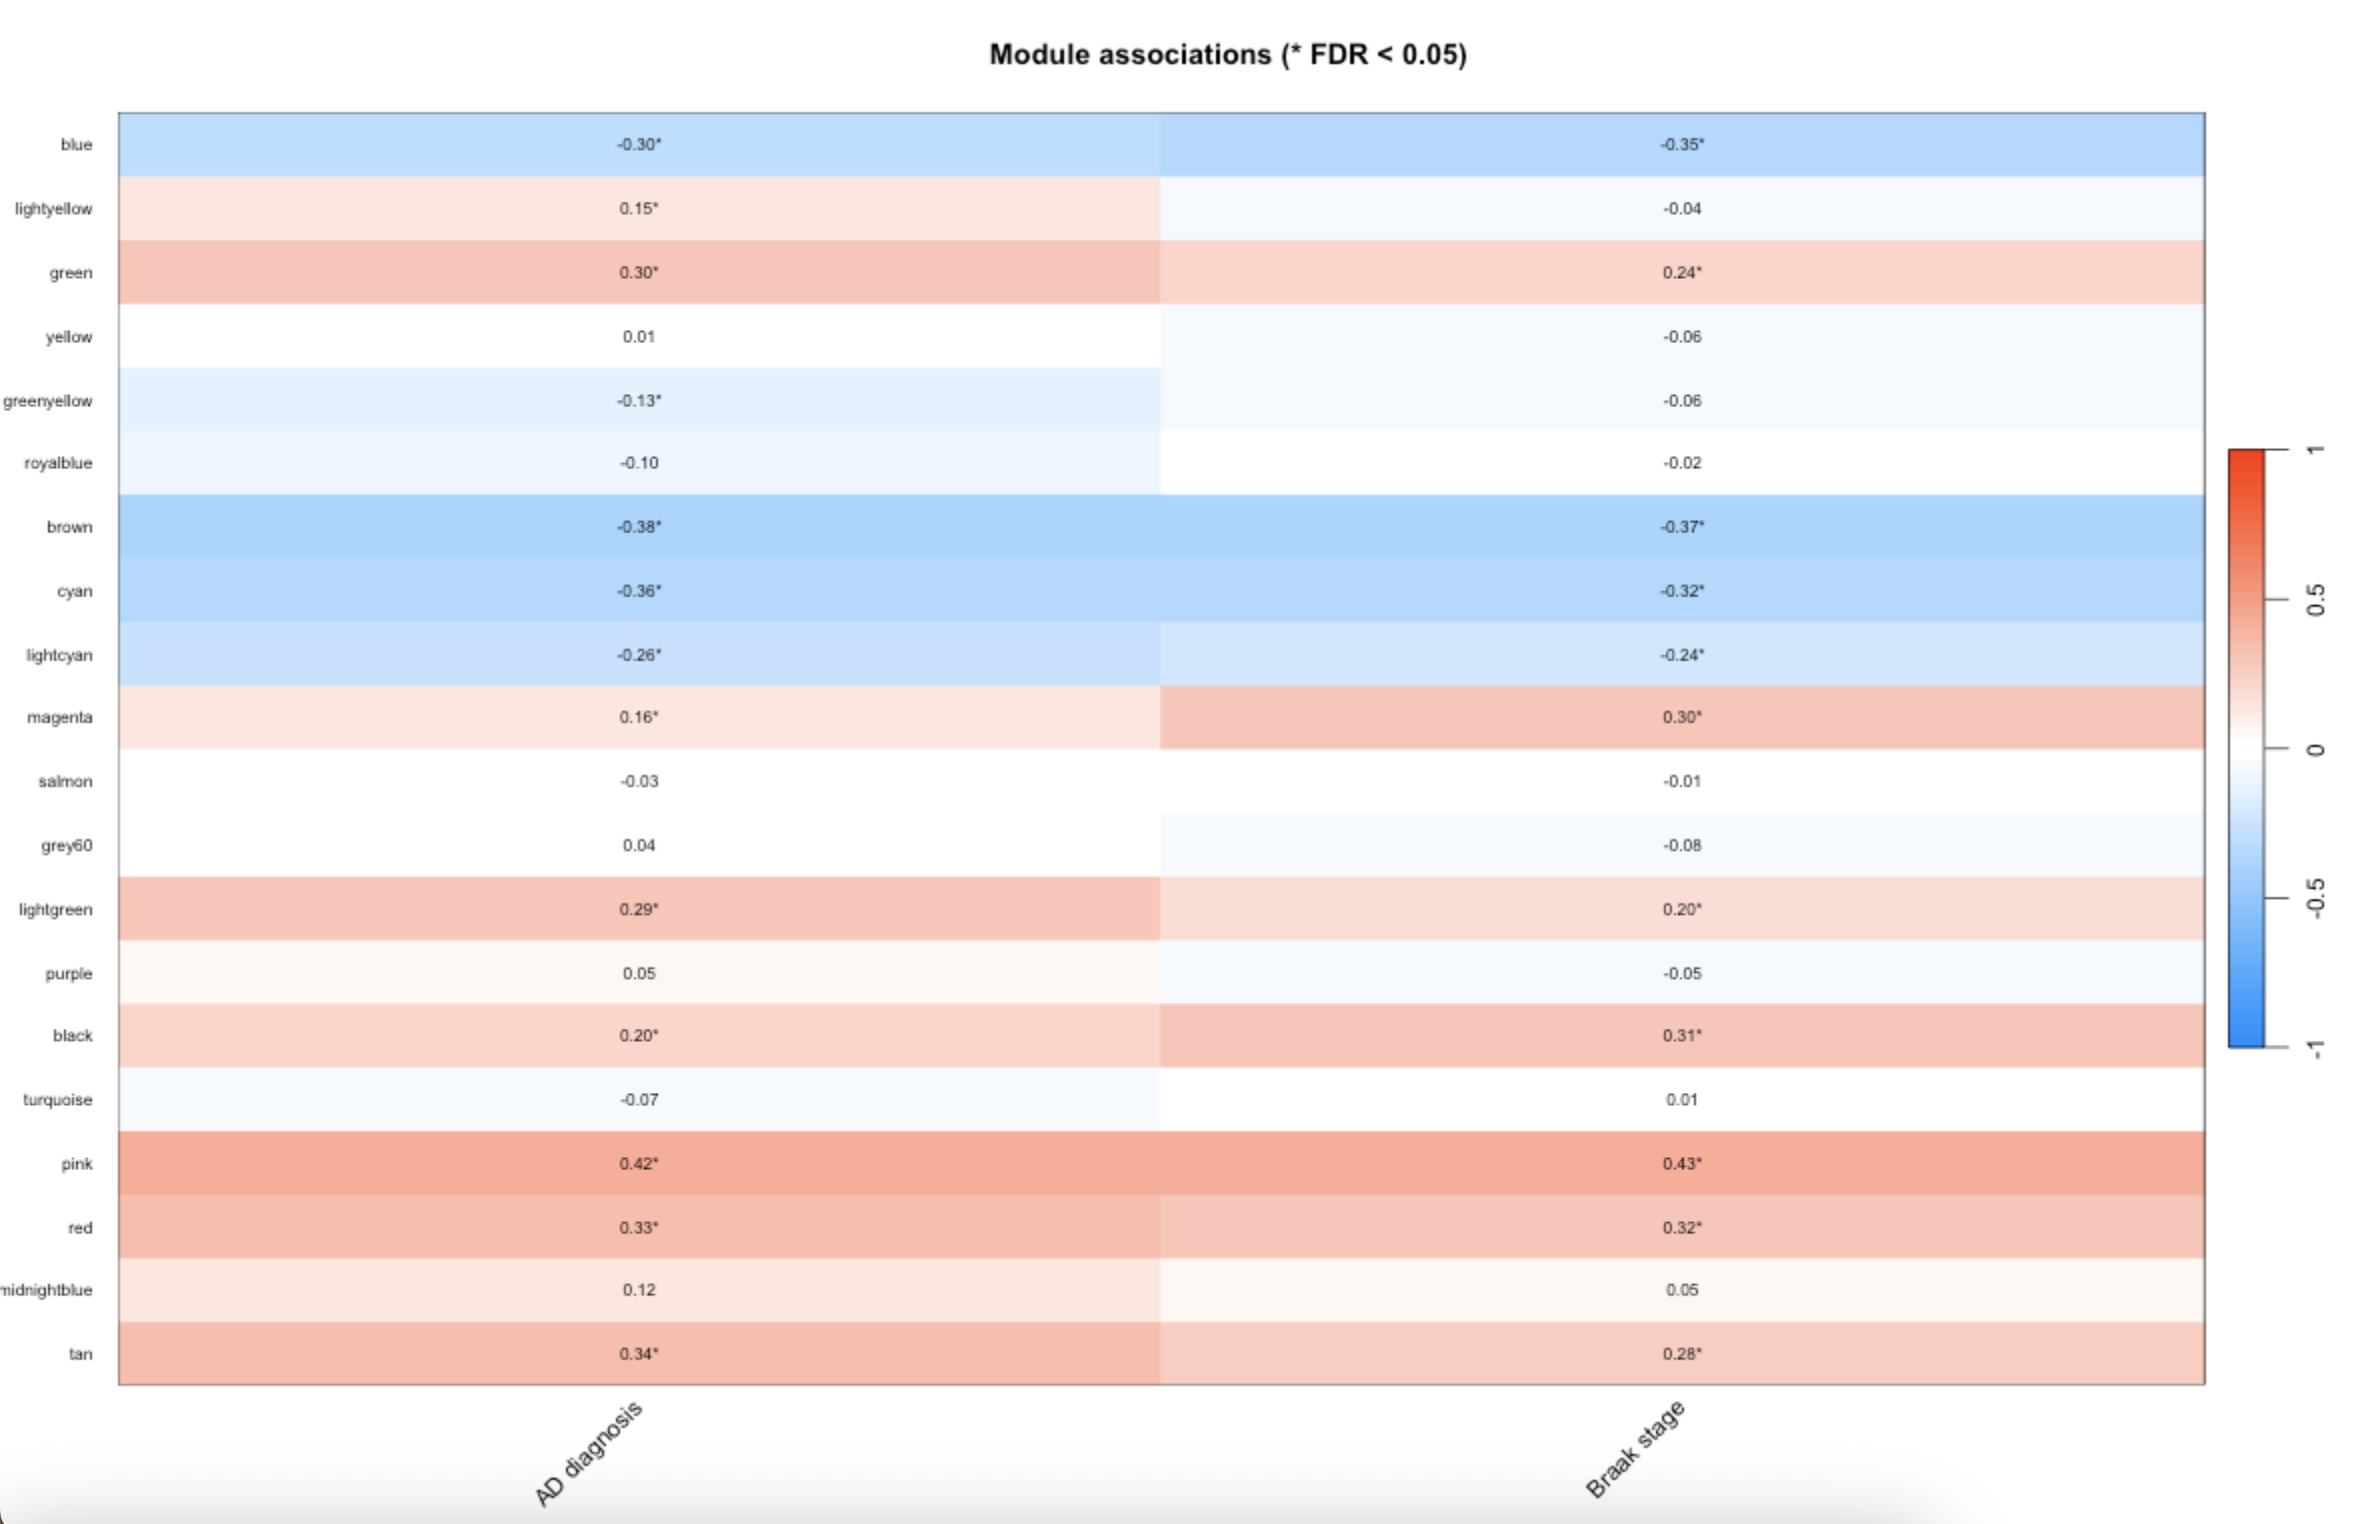 Module associations (* FDR < 0.05)
blue -0.30* -0.35*
lightyellow 0.15* -0.04
green 0.30* 0.24*
yellow 0.01 -0.06
greenyellow -0.13* -0.06
royalblue -0.10 -0.02
brown -0.38* -0.37*
cyan -0.36* -0.32*
lightcyan -0.26* -0.24*
magenta 0.16* 0.30*
salmon -0.03 -0.01
grey60 0.04 -0.08
lightgreen 0.29* 0.20*
purple 0.05 -0.05
black 0.20* 0.31*
turquoise -0.07 0.01
pink 0.42* 0.43*
red 0.33* 0.32*
midnightblue 0.12 0.05
tan 0.34* 0.28*
AD diagnosis
Braak stage
1
0.5
0
-0.5
-1